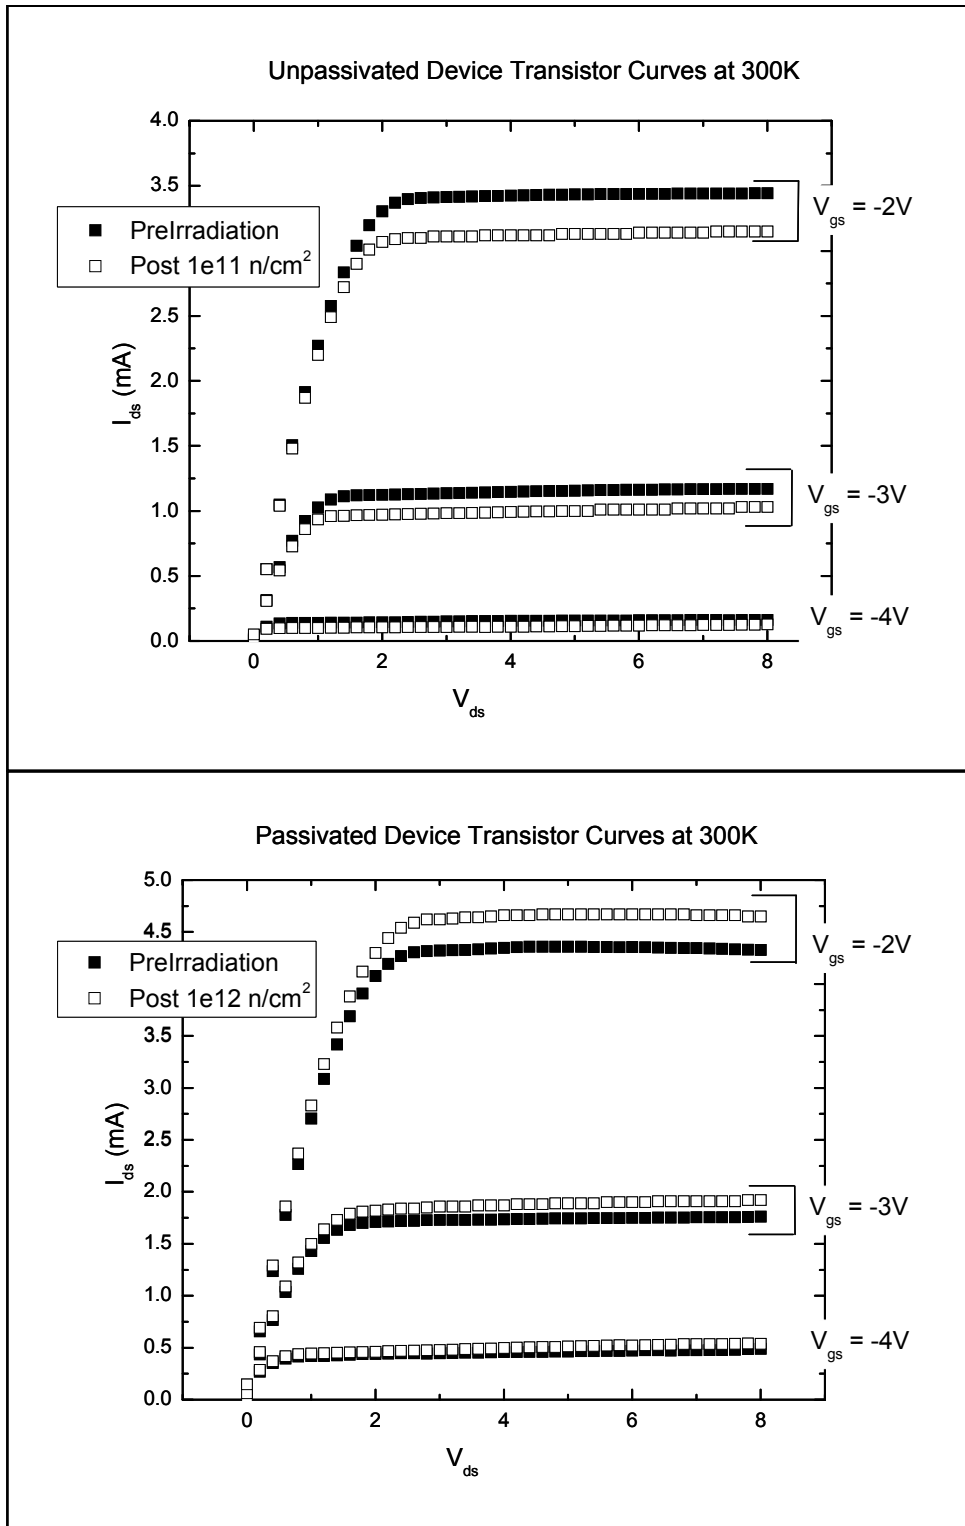 Unpassivated Device Transistor Curves at 300K
4.0
3.5
2.5
2.0
1.5
1.0
0.5
0.0
PreIrradiation
Post 1e11 n/cm²
I_ds (mA)
V_gs = -2V
V_gs = -3V
V_gs = -4V
0 2 4 6 8
V_ds
Passivated Device Transistor Curves at 300K
5.0
4.5
3.5
3.0
2.5
2.0
1.5
1.0
0.5
0.0
PreIrradiation
Post 1e12 n/cm²
I_ds (mA)
V_gs = -2V
V_gs = -3V
V_gs = -4V
0 2 4 6 8
V_ds